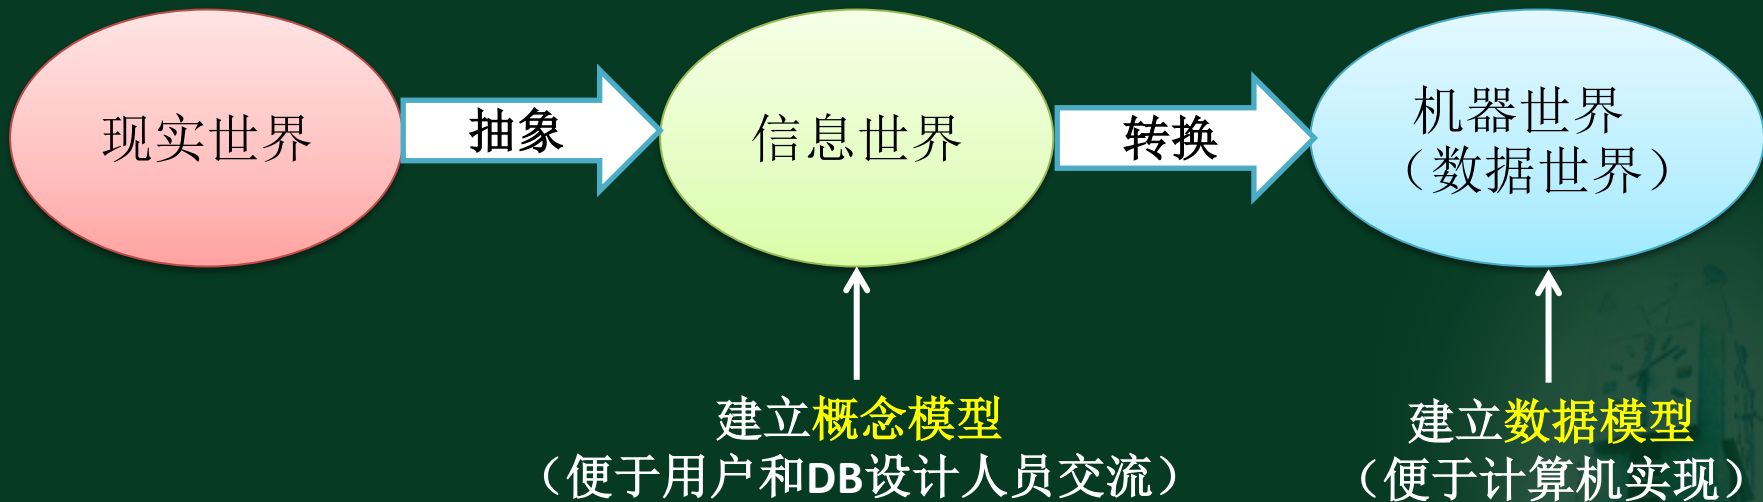 现实世界
抽象
信息世界
转换
机器世界
（数据世界）
建立概念模型
（便于用户和DB设计人员交流）
建立数据模型
（便于计算机实现）